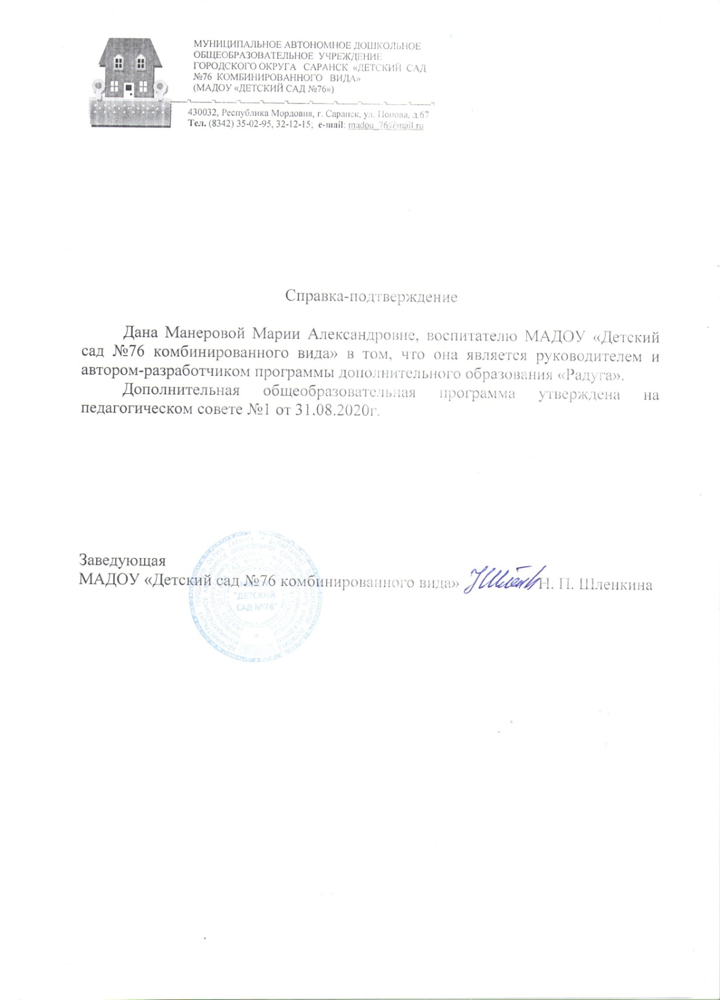 МУНИЦИПАЛЬНОЕ АВТОНОМНОЕ ДОШКОЛЬНОЕ
ОБЩЕОБРАЗОВАТЕЛЬНОЕ УЧРЕЖДЕНИЕ
ГОРОДСКОГО ОКРУГА САРАНСК «ДЕТСКИЙ САД
№76 КОМБИНИРОВАННОГО ВИДА»
(МАДОУ «ДЕТСКИЙ САД №76»)
430032, Республика Мордовия, г. Саранск, ул. Попова, д.67
Тел. (8342) 35-02-95, 32-12-15; e-mail: madou_76@mail.ru
Справка-подтверждение
Дана Манеровой Марии Александровне, воспитателю МАДОУ «Детский
сад №76 комбинированного вида» в том, что она является руководителем и
автором-разработчиком программы дополнительного образования «Радуга».
Дополнительная общеобразовательная программа утверждена на
педагогическом совете №1 от 31.08.2020г.
Заведующая
МАДОУ «Детский сад №76 комбинированного вида» Н. П. Шленкина
"ДЕТСКИЙ
САД №76"